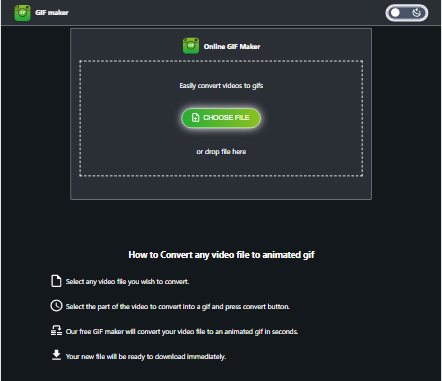 GIF maker
GIF
Online GIF Maker
Easily convert videos to gifs
CHOOSE FILE
or drop file here
How to Convert any video file to animated gif
Select any video file you wish to convert.
Select the part of the video to convert into a gif and press convert button.
Our free GIF maker will convert your video file to an animated gif in seconds.
Your new file will be ready to download immediately.